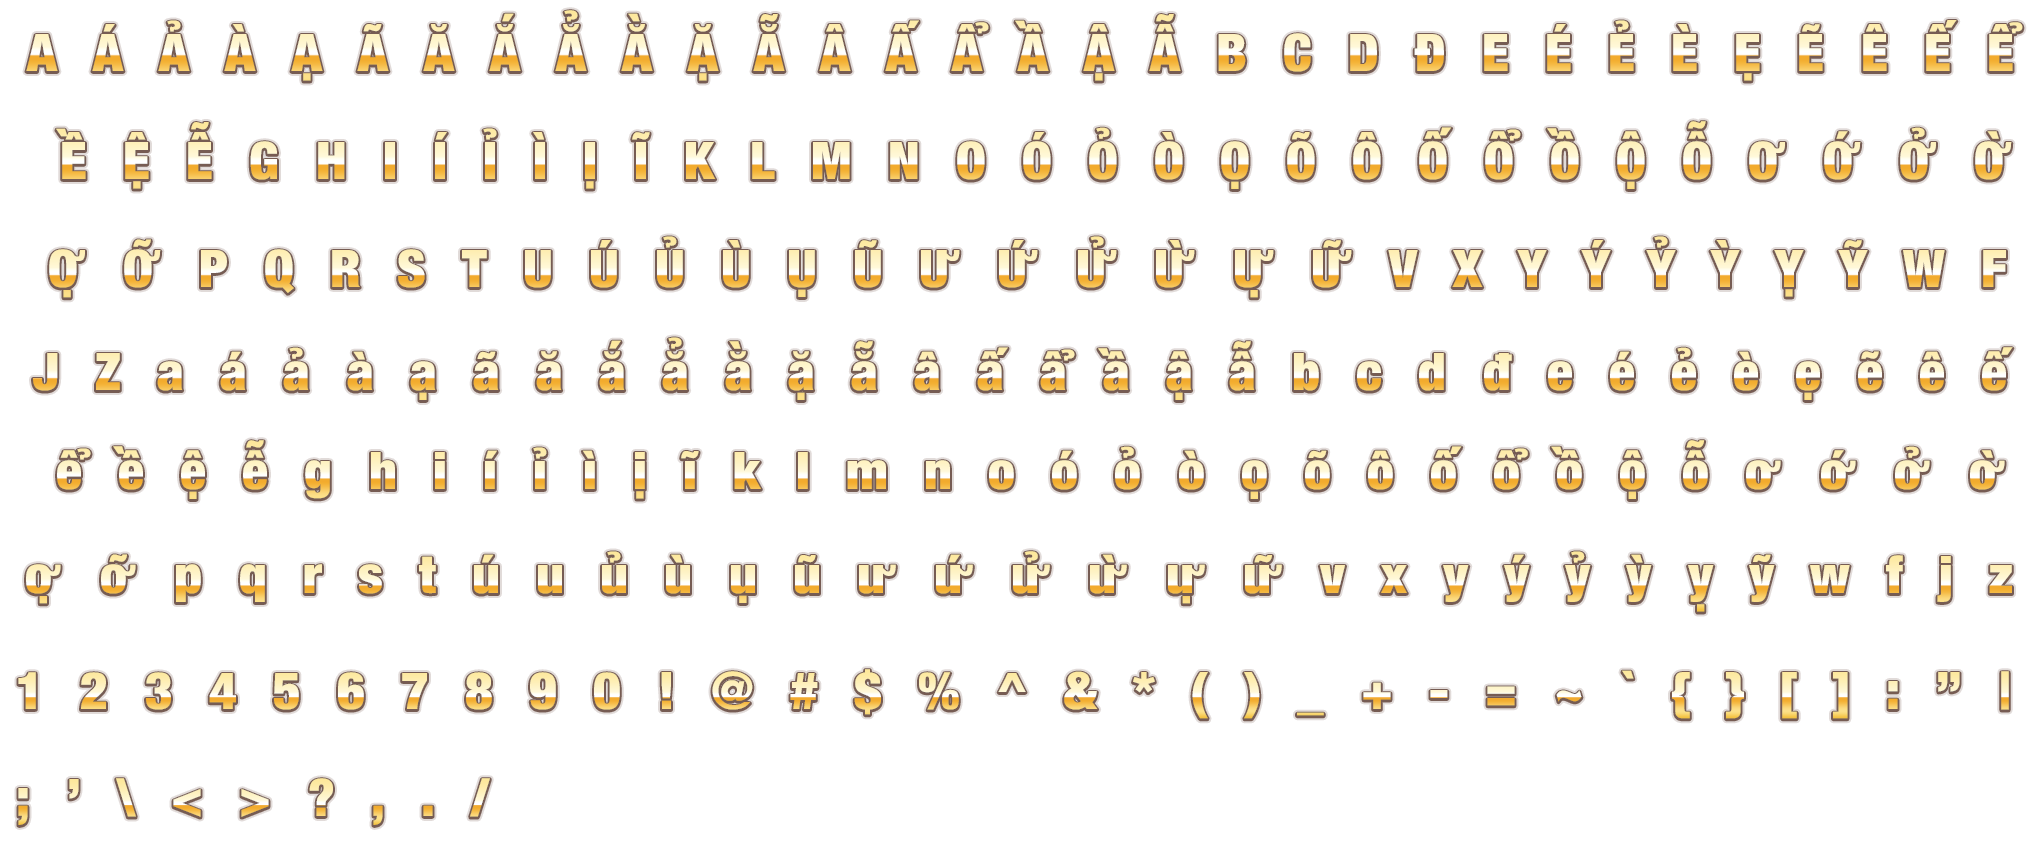 A Á Ả À Ạ Ã Ă Ắ Ẳ Ằ Ặ Ẵ Â Ấ Ẩ Ầ Ậ Ẫ B C D Đ E É Ẻ È Ẹ Ẽ Ê Ế Ể
Ề Ệ Ễ G H I Í Ỉ Ì Ị Ĩ K L M N O Ó Ỏ Ò Ọ Õ Ô Ố Ổ Ồ Ộ Ỗ Ơ Ớ Ở Ờ
Ợ Ỡ P Q R S T U Ú Ủ Ù Ụ Ũ Ư Ứ Ử Ừ Ự Ữ V X Y Ý Ỷ Ỳ Ỵ Ỹ W F
J Z a á ả à ạ ã ă ắ ẳ ằ ặ ẵ â ấ ẩ ầ ậ ẫ b c d đ e é ẻ è ẹ ẽ ê ế
ể ề ệ ễ g h i í ỉ ì ị ĩ k l m n o ó ỏ ò ọ õ ô ố ổ ồ ộ ỗ ơ ớ ở ờ
ợ ỡ p q r s t ú u ủ ù ụ ũ ư ứ ử ừ ự ữ v x y ý ỷ ỳ ỵ ỹ w f j z
1 2 3 4 5 6 7 8 9 0 ! @ # $ % ^ & * ( ) _ + - = ~ ` { } [ ] : ” |
; ’ \ < > ? , . /